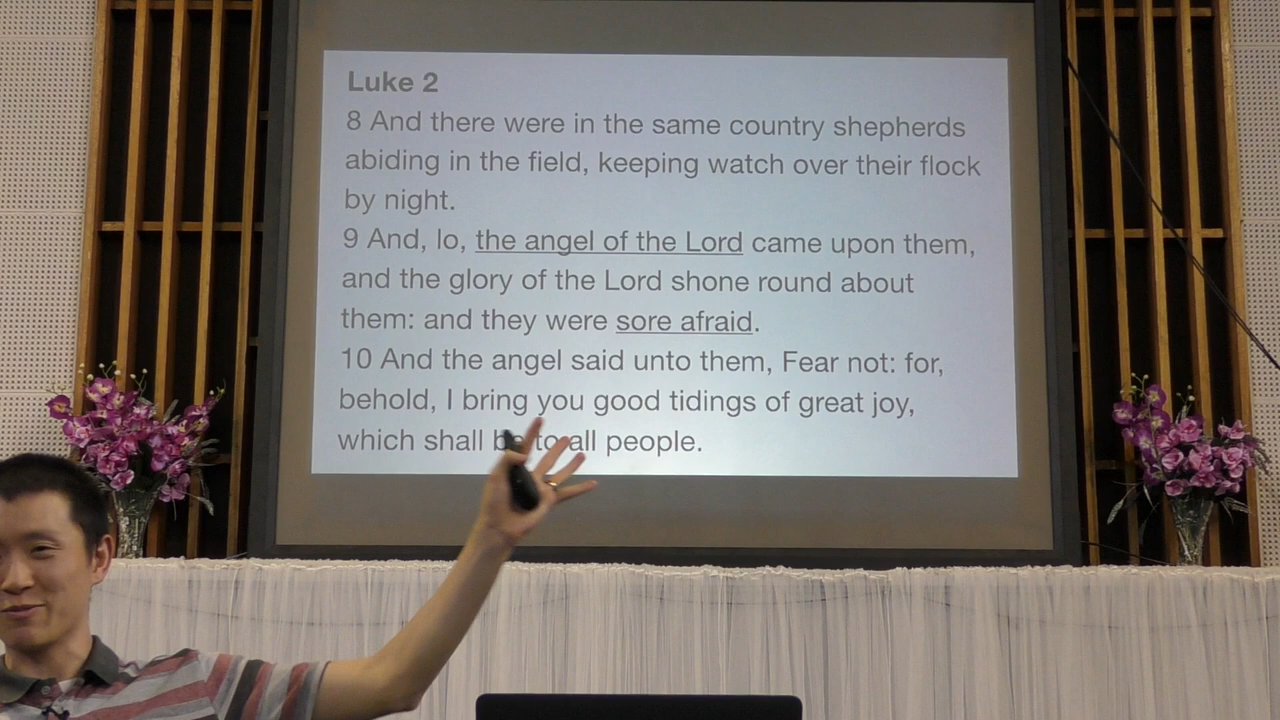 Luke 2
8 And there were in the same country shepherds
abiding in the field, keeping watch over their flock
by night.
9 And, lo, the angel of the Lord came upon them,
and the glory of the Lord shone round about
them: and they were sore afraid.
10 And the angel said unto them, Fear not: for,
behold, I bring you good tidings of great joy,
which shall be to all people.